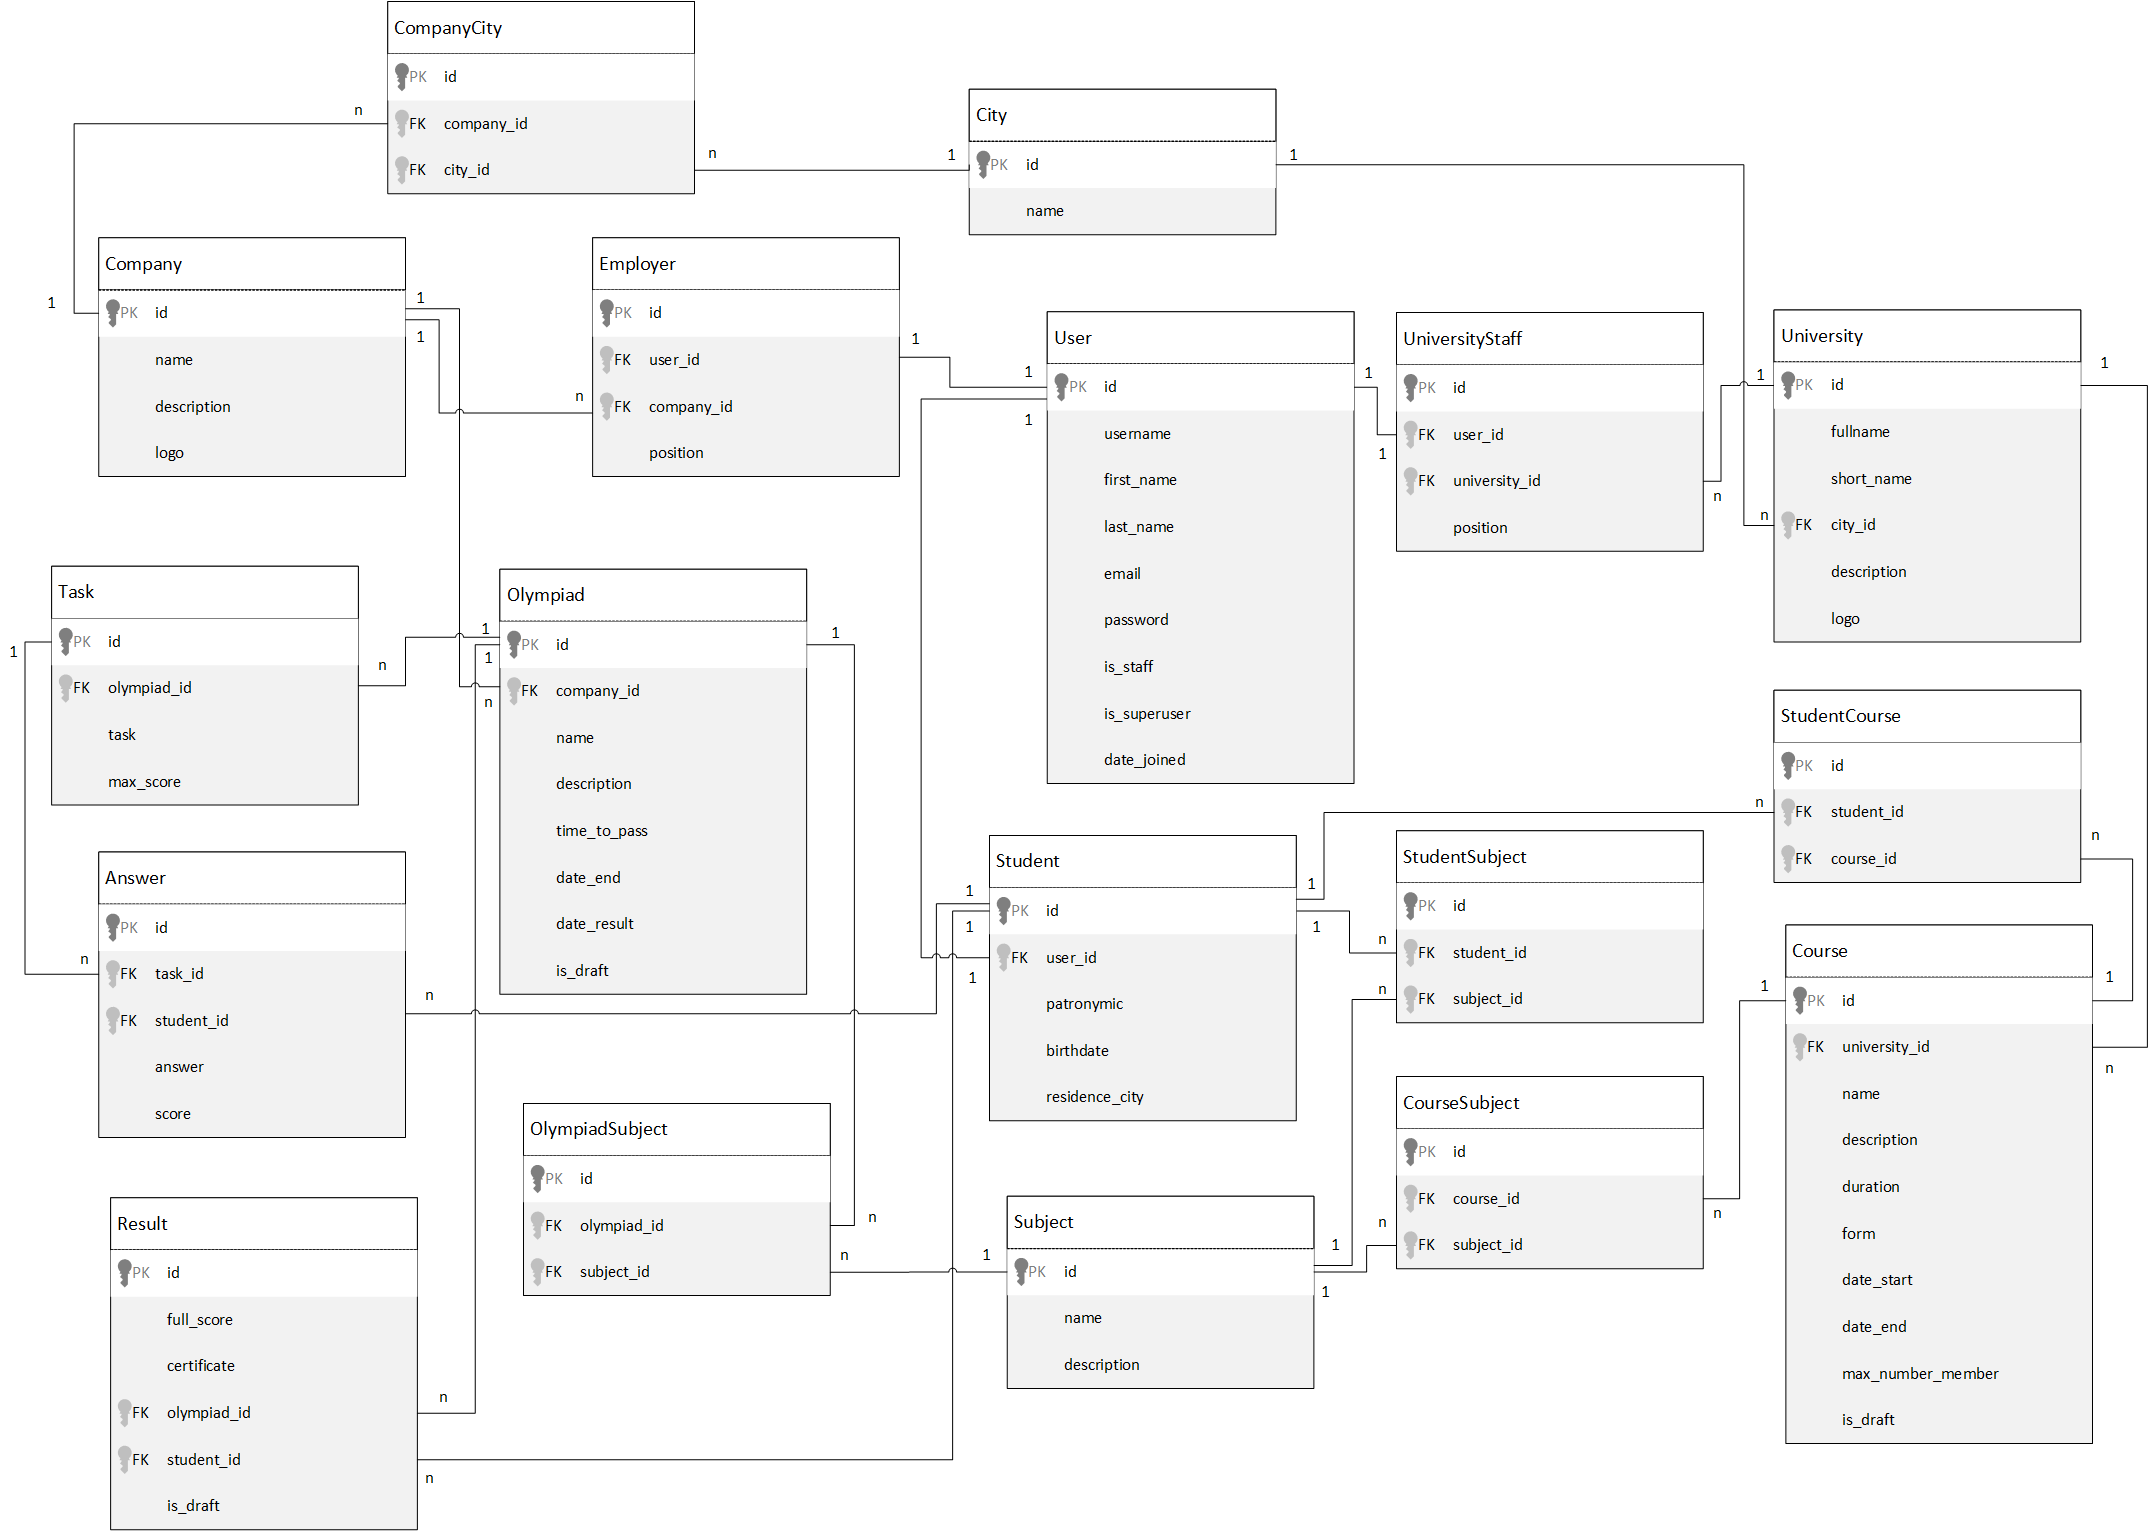 CompanyCity
PK id
FK company_id
FK city_id
n
1
n
1
City
PK id
name
1
n
Company
PK id
name
description
logo
1
1
n
n
Employer
PK id
FK user_id
FK company_id
position
1
1
User
PK id
username
first_name
last_name
email
password
is_staff
is_superuser
date_joined
1
1
1
1
UniversityStaff
PK id
FK user_id
FK university_id
position
n
1
University
PK id
fullname
short_name
FK city_id
description
logo
1
n
Task
PK id
FK olympiad_id
task
max_score
1
n
n
1
Olympiad
PK id
FK company_id
name
description
time_to_pass
date_end
date_result
is_draft
1
1
n
n
StudentCourse
PK id
FK student_id
FK course_id
n
1
n
1
Answer
PK id
FK task_id
FK student_id
answer
score
n
1
Student
PK id
FK user_id
patronymic
birthdate
residence_city
1
n
1
n
StudentSubject
PK id
FK student_id
FK subject_id
n
1
Course
PK id
FK university_id
name
description
duration
form
date_start
date_end
max_number_member
is_draft
OlympiadSubject
PK id
FK olympiad_id
FK subject_id
n
1
CourseSubject
PK id
FK course_id
FK subject_id
n
1
n
1
Subject
PK id
name
description
Result
PK id
full_score
certificate
FK olympiad_id
FK student_id
is_draft